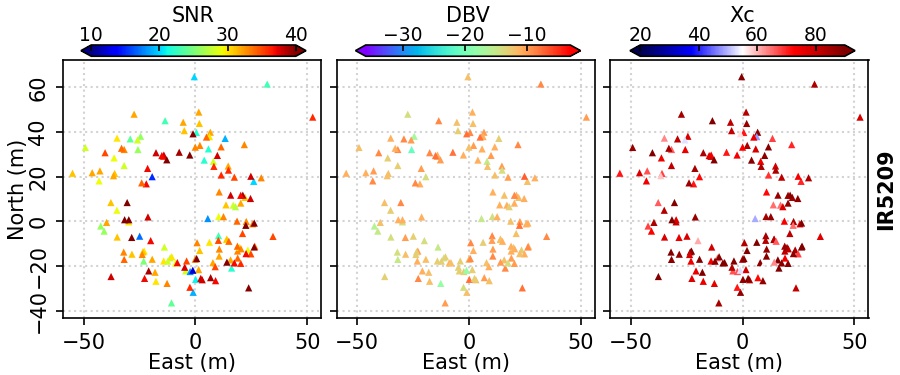 SNR DBV Xc
10 20 30 40 −30 −20 −10 20 40 60 80
60
40
20
0
−20
−40
North (m)
−50 0 50 −50 0 50 −50 0 50
East (m) East (m) East (m)
IR5209